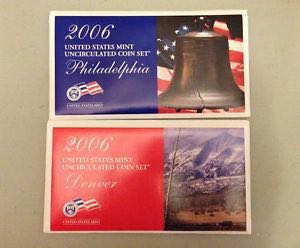 2006
UNITED STATES MINT
UNCIRCULATED COIN SET
Philadelphia
UNITED STATES MINT
2006
UNITED STATES MINT
UNCIRCULATED COIN SET
Denver
UNITED STATES MINT